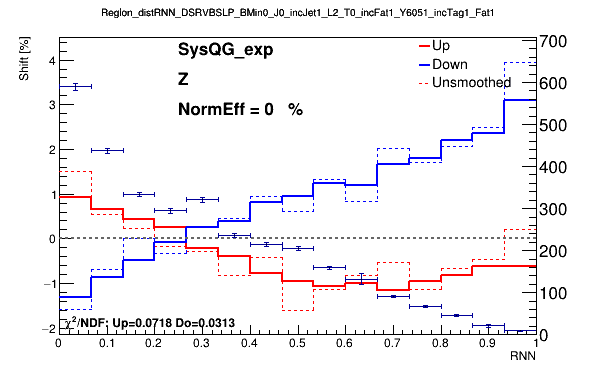 Region_distRNN_DSRVBSLP_BMin0_J0_incJet1_L2_T0_incFat1_Y6051_incTag1_Fat1
Shift [%]
SysQG_exp
Z
NormEff = 0 %
Up
Down
Unsmoothed
4
3
2
1
0
−1
−2
700
600
500
400
300
200
100
0
χ²/NDF: Up=0.0718 Do=0.0313
0 0.1 0.2 0.3 0.4 0.5 0.6 0.7 0.8 0.9 1
RNN